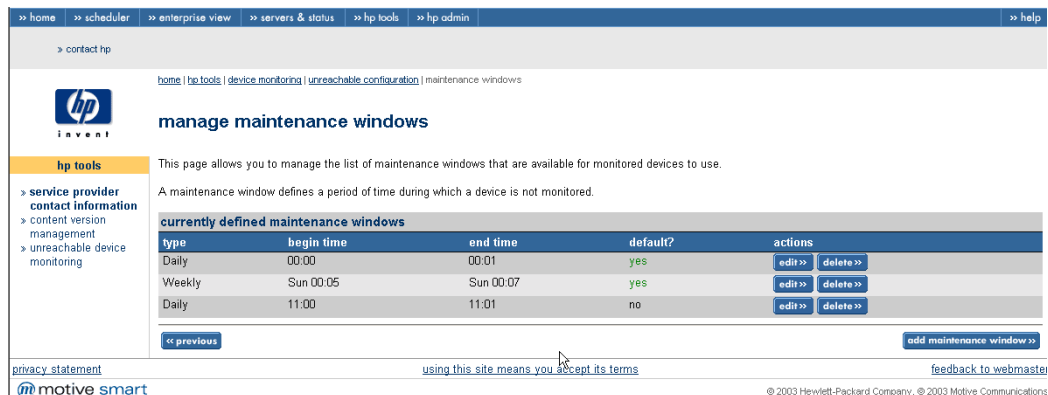 » home » scheduler » enterprise view » servers & status » hp tools » hp admin » help
» contact hp
home | hp tools | device monitoring | unreachable configuration | maintenance windows
hp
invent
manage maintenance windows
hp tools
» service provider
contact information
» content version
management
» unreachable device
monitoring
This page allows you to manage the list of maintenance windows that are available for monitored devices to use.
A maintenance window defines a period of time during which a device is not monitored.
currently defined maintenance windows
type begin time end time default? actions
Daily 00:00 00:01 yes edit » delete »
Weekly Sun 00:05 Sun 00:07 yes edit » delete »
Daily 11:00 11:01 no edit » delete »
« previous add maintenance window »
privacy statement using this site means you accept its terms feedback to webmaster
m motive smart © 2003 Hewlett-Packard Company, © 2003 Motive Communications